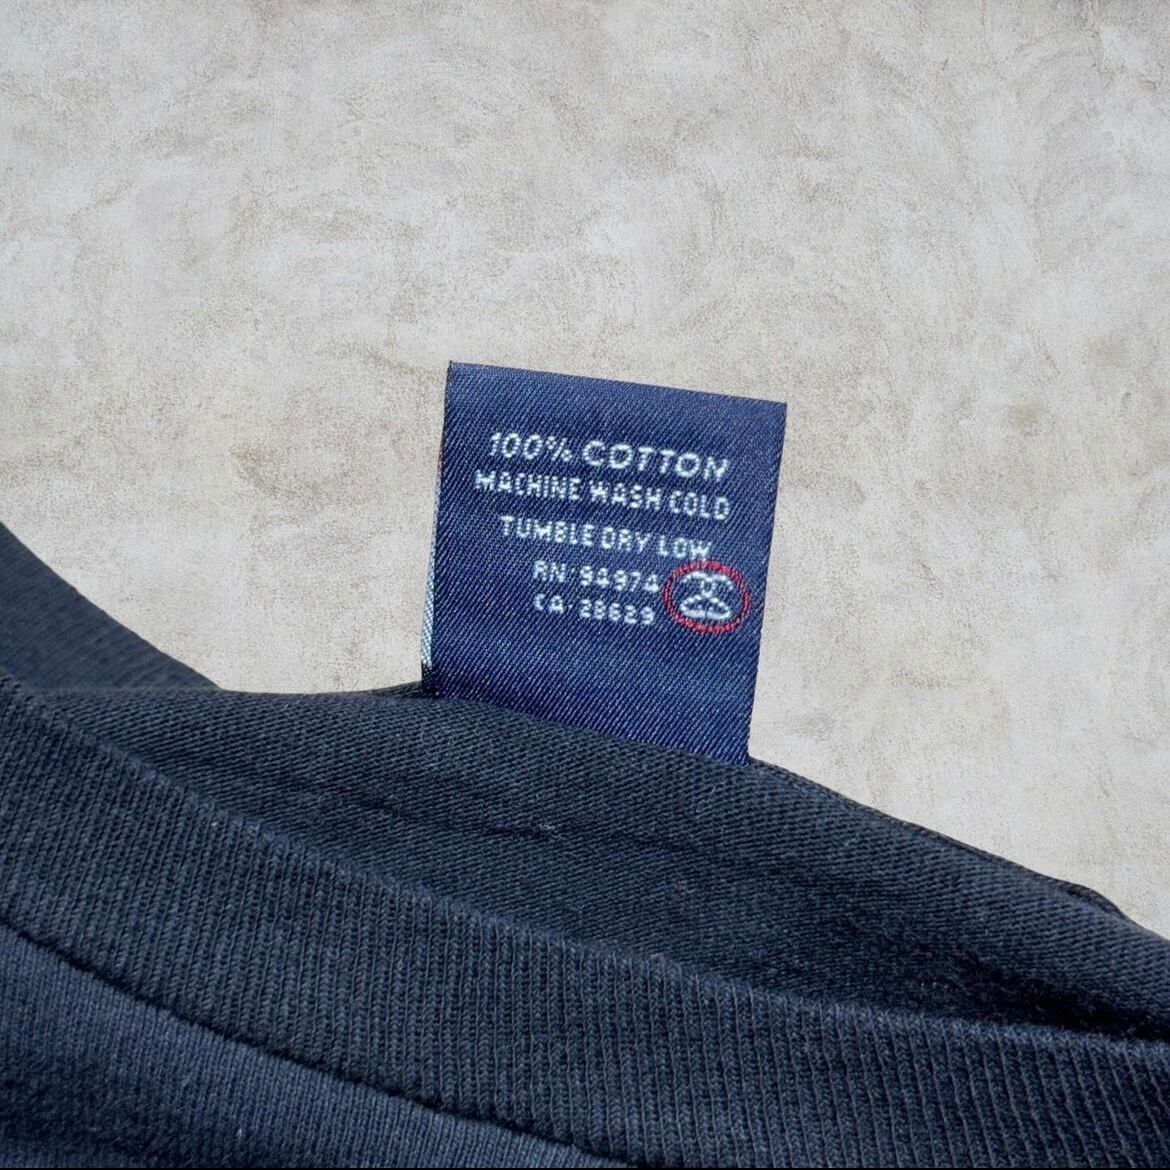 100% COTTON
MACHINE WASH COLD
TUMBLE DRY LOW
RN· 94974
CA· 28629